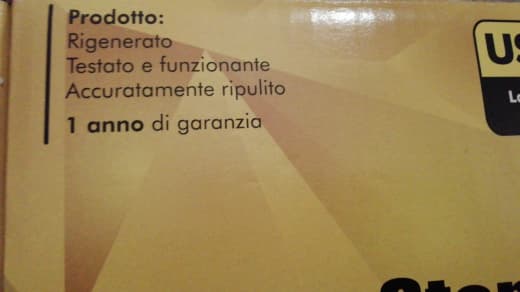 Prodotto:
Rigenerato
Testato e funzionante
Accuratamente ripulito
1 anno di garanzia